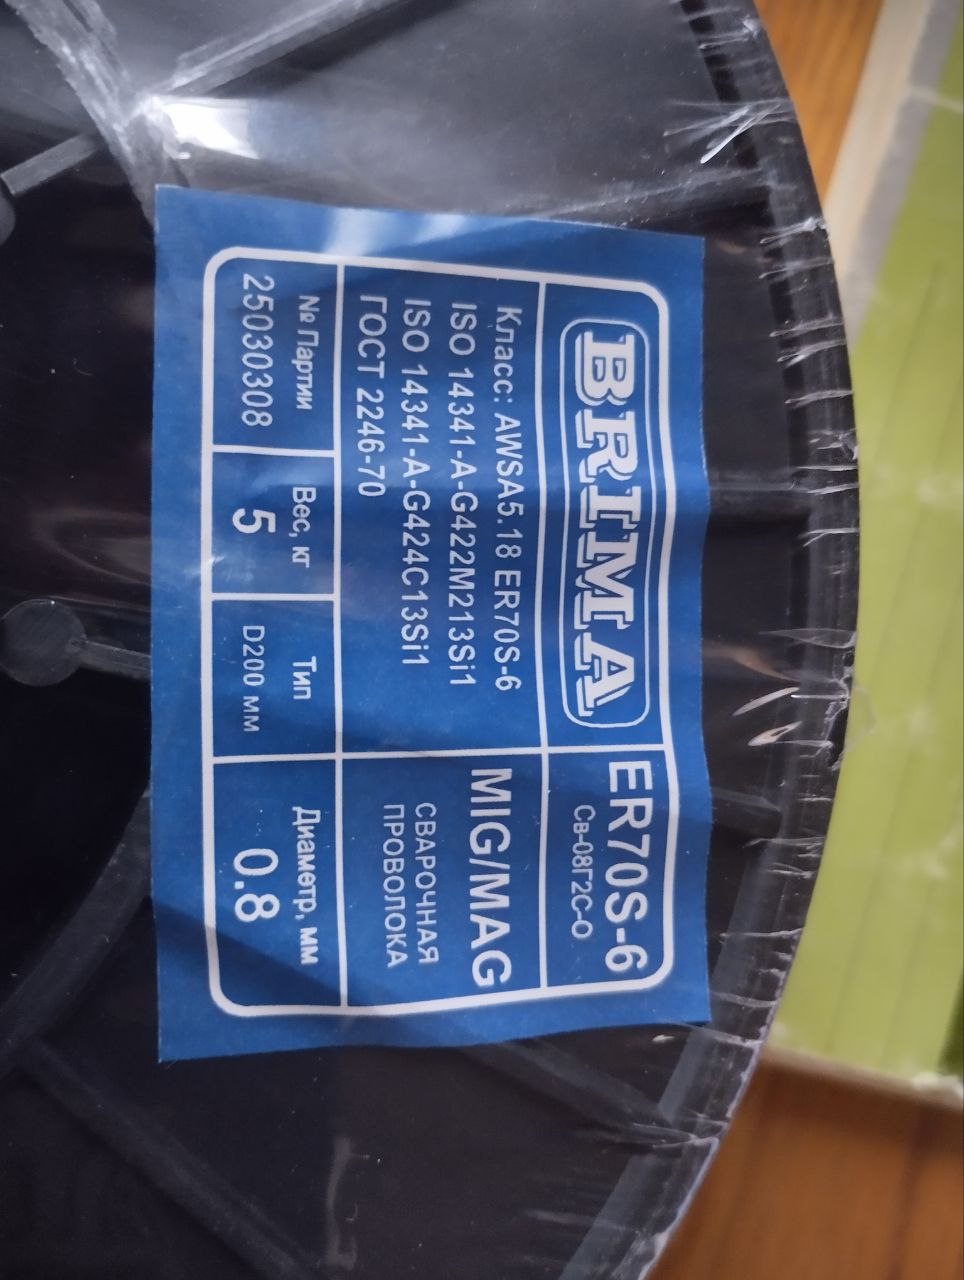 BRIMA
ER70S-6
Св-08Г2С-О
Класс: AWSA5.18 ER70S-6
ISO 14341-A-G422M213Si1
ISO 14341-A-G424C13Si1
ГОСТ 2246-70
MIG/MAG
СВАРОЧНАЯ
ПРОВОЛОКА
№ Партии
25030308
Вес, кг
5
Тип
D200 мм
Диаметр, мм
0.8